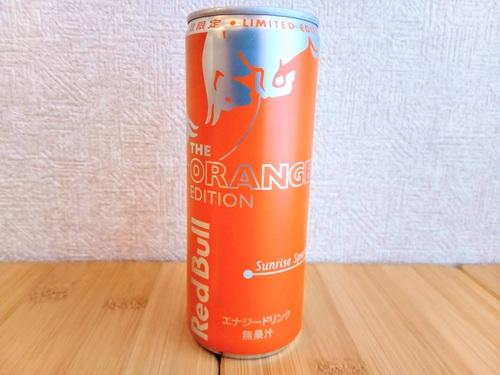 限定 • LIMITED EDIT
THE
ORANGE
EDITION
Red Bull
Sunrise
エナジードリンク
無果汁